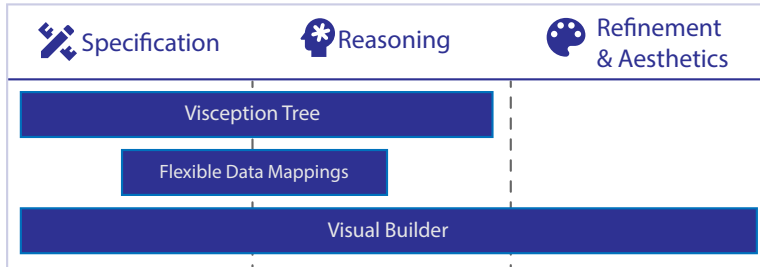 Specification
Reasoning
Refinement
& Aesthetics
Visception Tree
Flexible Data Mappings
Visual Builder